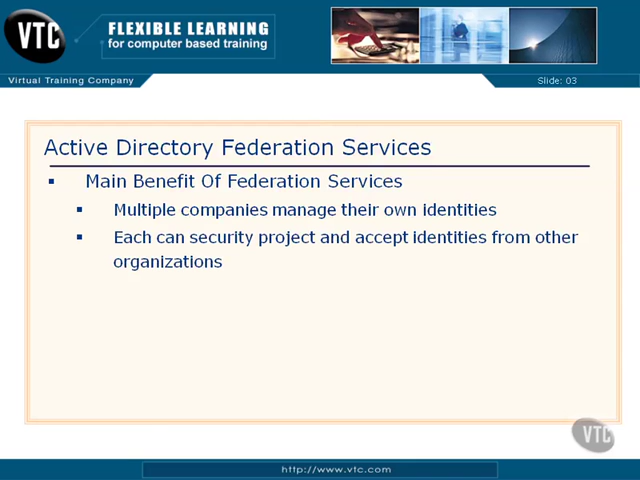 VTC
FLEXIBLE LEARNING
for computer based training
Virtual Training Company
Slide: 03
Active Directory Federation Services
▪ Main Benefit Of Federation Services
▪ Multiple companies manage their own identities
▪ Each can security project and accept identities from other
organizations
VTC
http://www.vtc.com